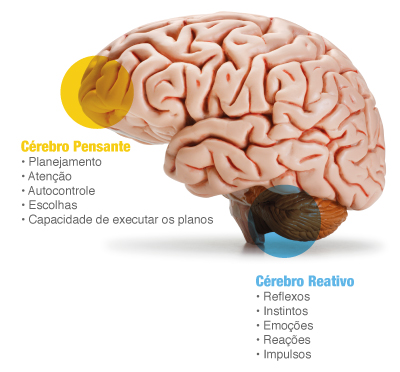 Cérebro Pensante
• Planejamento
• Atenção
• Autocontrole
• Escolhas
• Capacidade de executar os planos
Cérebro Reativo
• Reflexos
• Instintos
• Emoções
• Reações
• Impulsos